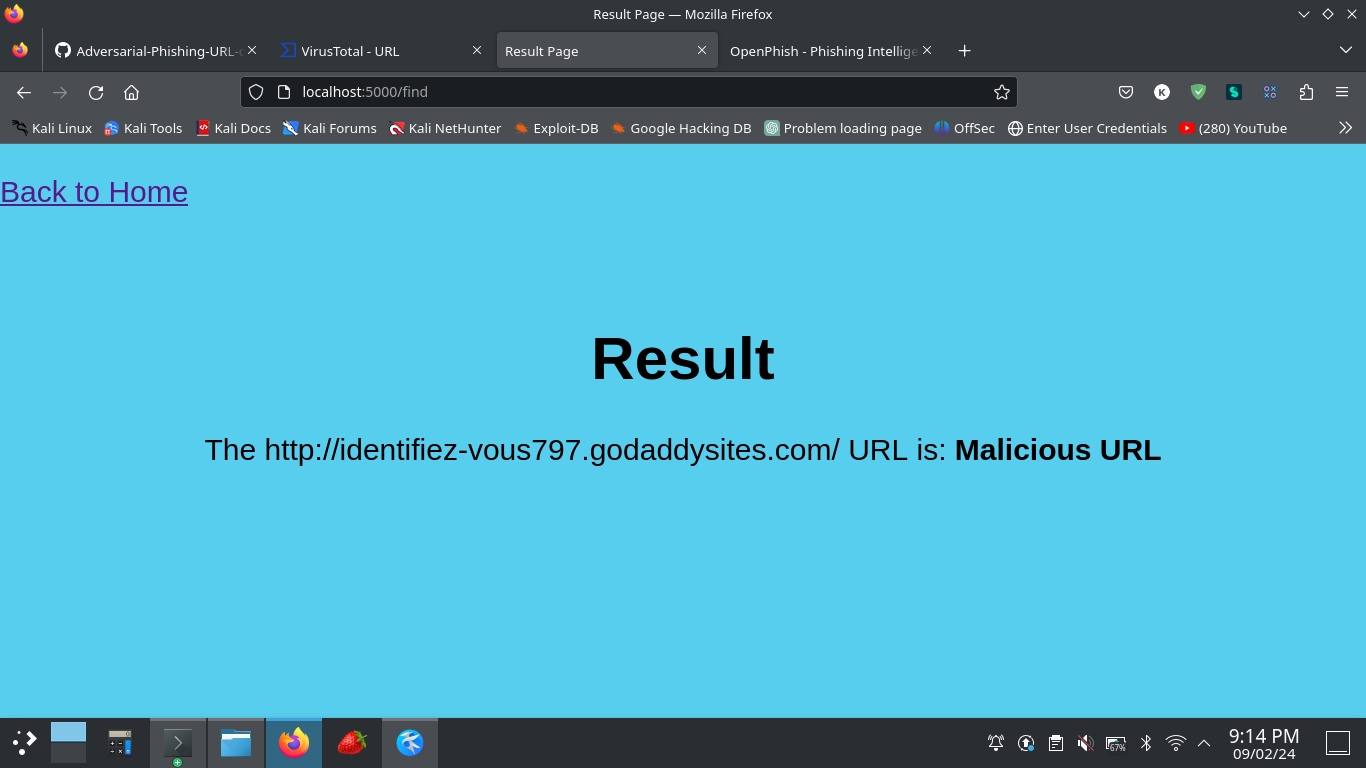 Result Page — Mozilla Firefox
Adversarial-Phishing-URL-
VirusTotal - URL
Result Page
OpenPhish - Phishing Intellige
localhost:5000/find
K
Kali Linux
Kali Tools
Kali Docs
Kali Forums
Kali NetHunter
Exploit-DB
Google Hacking DB
Problem loading page
OffSec
Enter User Credentials
(280) YouTube
Back to Home
Result
The http://identifiez-vous797.godaddysites.com/ URL is: Malicious URL
67%
9:14 PM
09/02/24